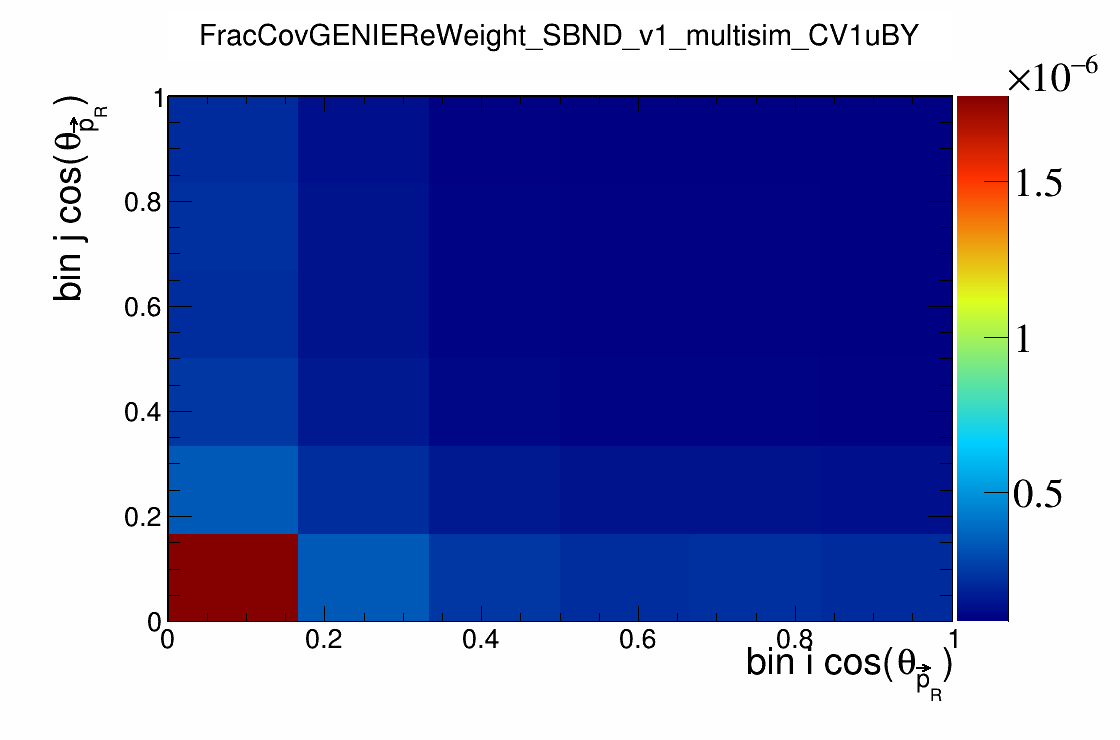 FracCovGENIEReWeight_SBND_v1_multisim_CV1uBY
×10⁻⁶
bin j cos(θ_p⃗_R)
1
0.8
0.6
0.4
0.2
0
0 0.2 0.4 0.6 0.8 1
bin i cos(θ_p⃗_R)
1.5
1
0.5